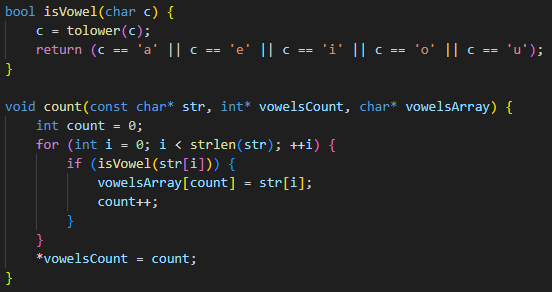 bool isVowel(char c) {
    c = tolower(c);
    return (c == 'a' || c == 'e' || c == 'i' || c == 'o' || c == 'u');
}

void count(const char* str, int* vowelsCount, char* vowelsArray) {
    int count = 0;
    for (int i = 0; i < strlen(str); ++i) {
        if (isVowel(str[i])) {
            vowelsArray[count] = str[i];
            count++;
        }
    }
    *vowelsCount = count;
}